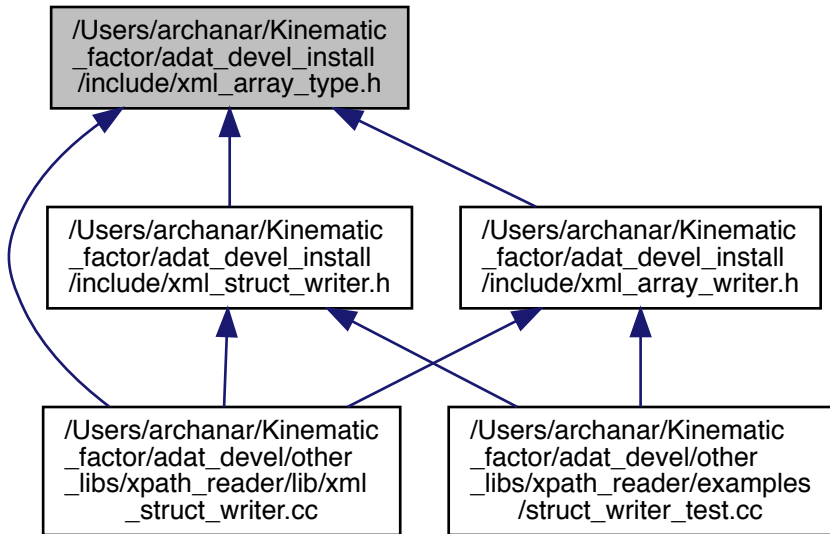 /Users/archanar/Kinematic
_factor/adat_devel_install
/include/xml_array_type.h
/Users/archanar/Kinematic
_factor/adat_devel_install
/include/xml_struct_writer.h
/Users/archanar/Kinematic
_factor/adat_devel_install
/include/xml_array_writer.h
/Users/archanar/Kinematic
_factor/adat_devel/other
_libs/xpath_reader/lib/xml
_struct_writer.cc
/Users/archanar/Kinematic
_factor/adat_devel/other
_libs/xpath_reader/examples
/struct_writer_test.cc